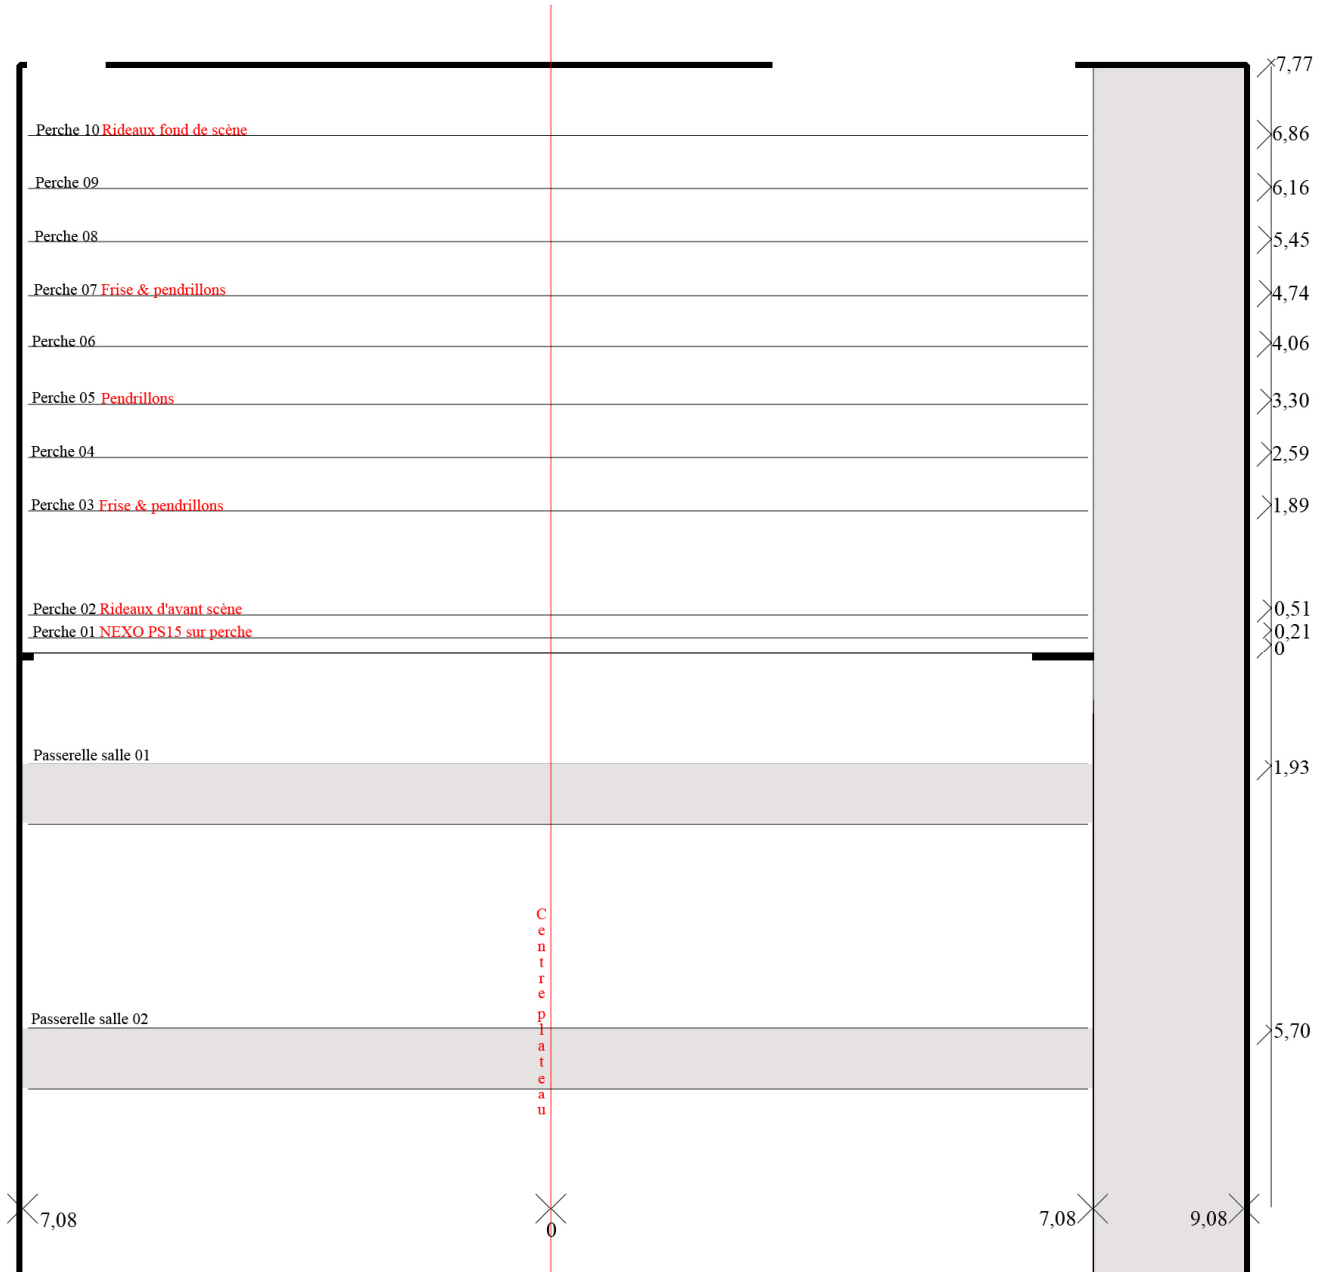 7,77
Perche 10 Rideaux fond de scène
6,86
Perche 09
6,16
Perche 08
5,45
Perche 07 Frise & pendrillons
4,74
Perche 06
4,06
Perche 05 Pendrillons
3,30
Perche 04
2,59
Perche 03 Frise & pendrillons
1,89
Perche 02 Rideaux d'avant scène
0,51
Perche 01 NEXO PS15 sur perche
0,21
0
Passerelle salle 01
1,93
Centre plateau
Passerelle salle 02
5,70
7,08
0
7,08
9,08